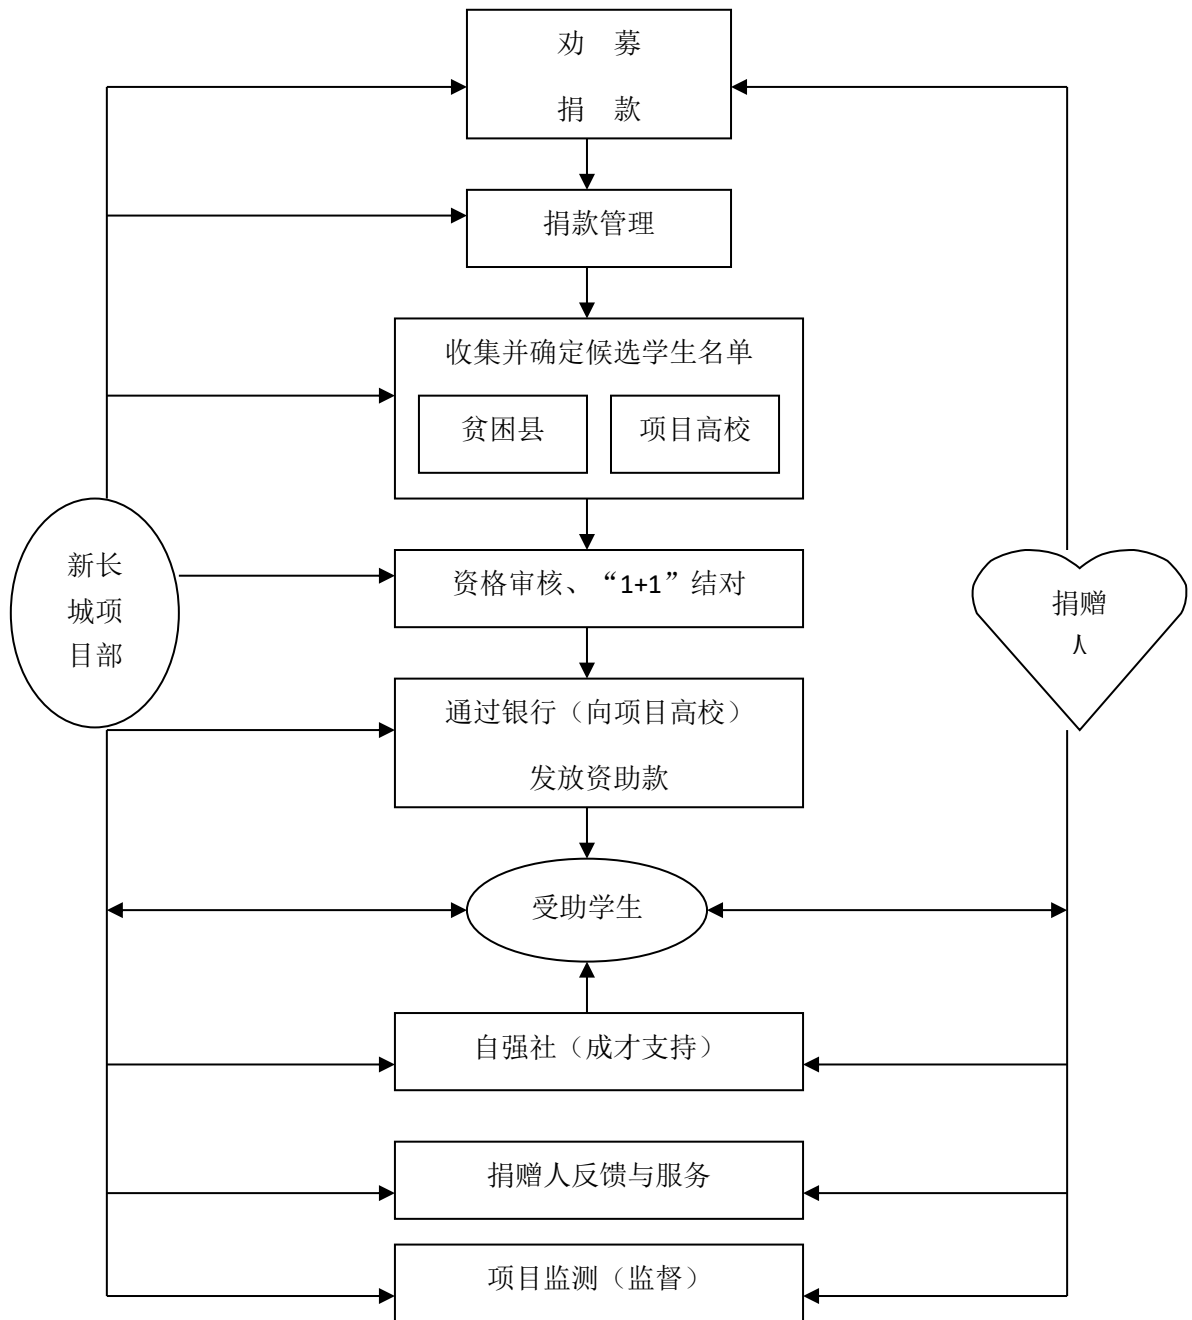 劝 募
捐 款
捐款管理
收集并确定候选学生名单
贫困县
项目高校
新长
城项
目部
资格审核、“1+1”结对
捐赠
人
通过银行（向项目高校）
发放资助款
受助学生
自强社（成才支持）
捐赠人反馈与服务
项目监测（监督）